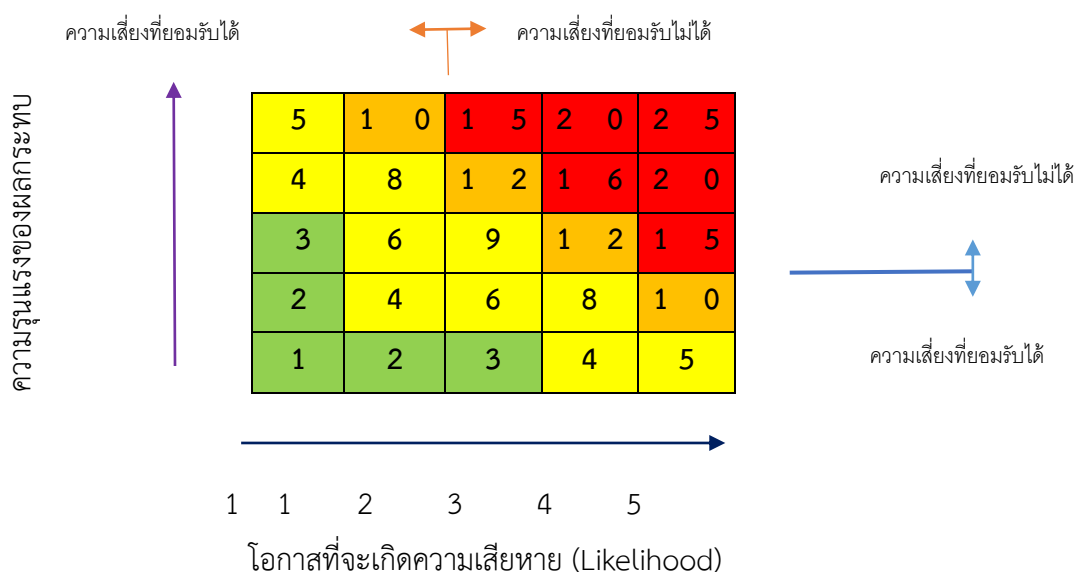 ความเสี่ยงที่ยอมรับได้ ความเสี่ยงที่ยอมรับไม่ได้
ความรุนแรงของผลกระทบ
5 1 0 1 5 2 0 2 5
4 8 1 2 1 6 2 0
ความเสี่ยงที่ยอมรับไม่ได้
3 6 9 1 2 1 5
2 4 6 8 1 0
1 2 3 4 5
ความเสี่ยงที่ยอมรับได้
1 1 2 3 4 5
โอกาสที่จะเกิดความเสียหาย (Likelihood)